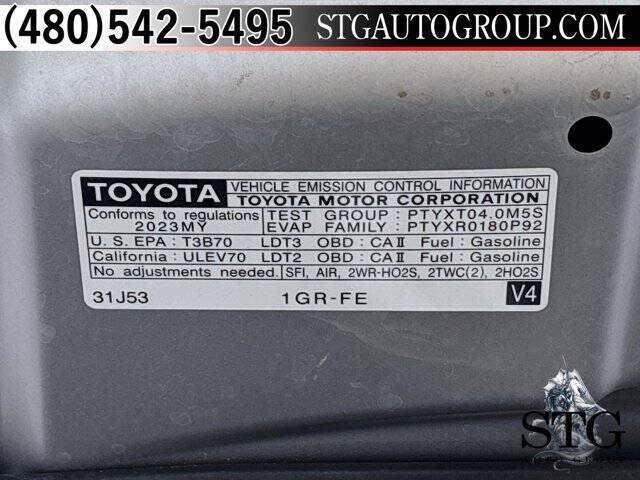 (480)542-5495 STGAUTOGROUP.COM
TOYOTA VEHICLE EMISSION CONTROL INFORMATION
TOYOTA MOTOR CORPORATION
Conforms to regulations
2023MY
TEST GROUP : PTYXT04.0M5S
EVAP FAMILY : PTYXR0180P92
U. S. EPA : T3B70 LDT3 OBD : CAⅡ Fuel : Gasoline
California : ULEV70 LDT2 OBD : CAⅡ Fuel : Gasoline
No adjustments needed. SFI, AIR, 2WR-HO2S, 2TWC(2), 2HO2S
31J53 1GR-FE V4
STG